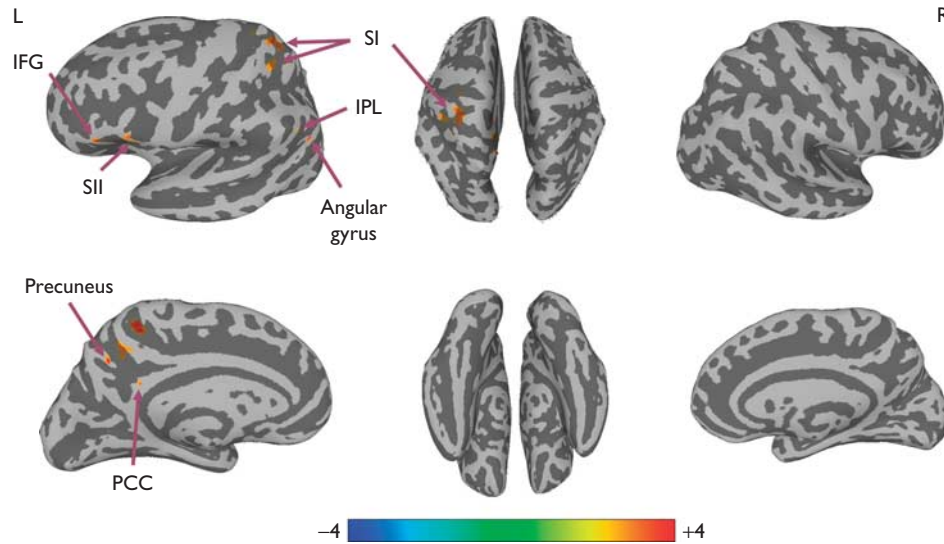 L
R
SI
IFG
IPL
SII
Angular
gyrus
Precuneus
PCC
−4
+4